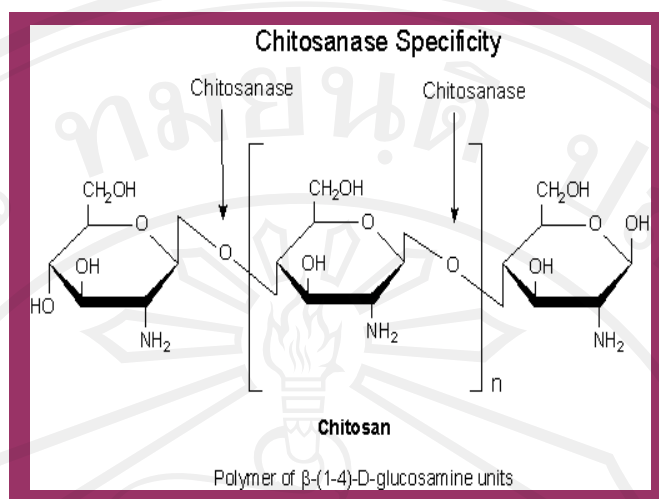 Chitosanase Specificity
Chitosanase Chitosanase
CH2OH CH2OH CH2OH
O O O OH
O O
OH OH OH
HO
NH2 NH2 NH2
n
Chitosan
Polymer of β-(1-4)-D-glucosamine units